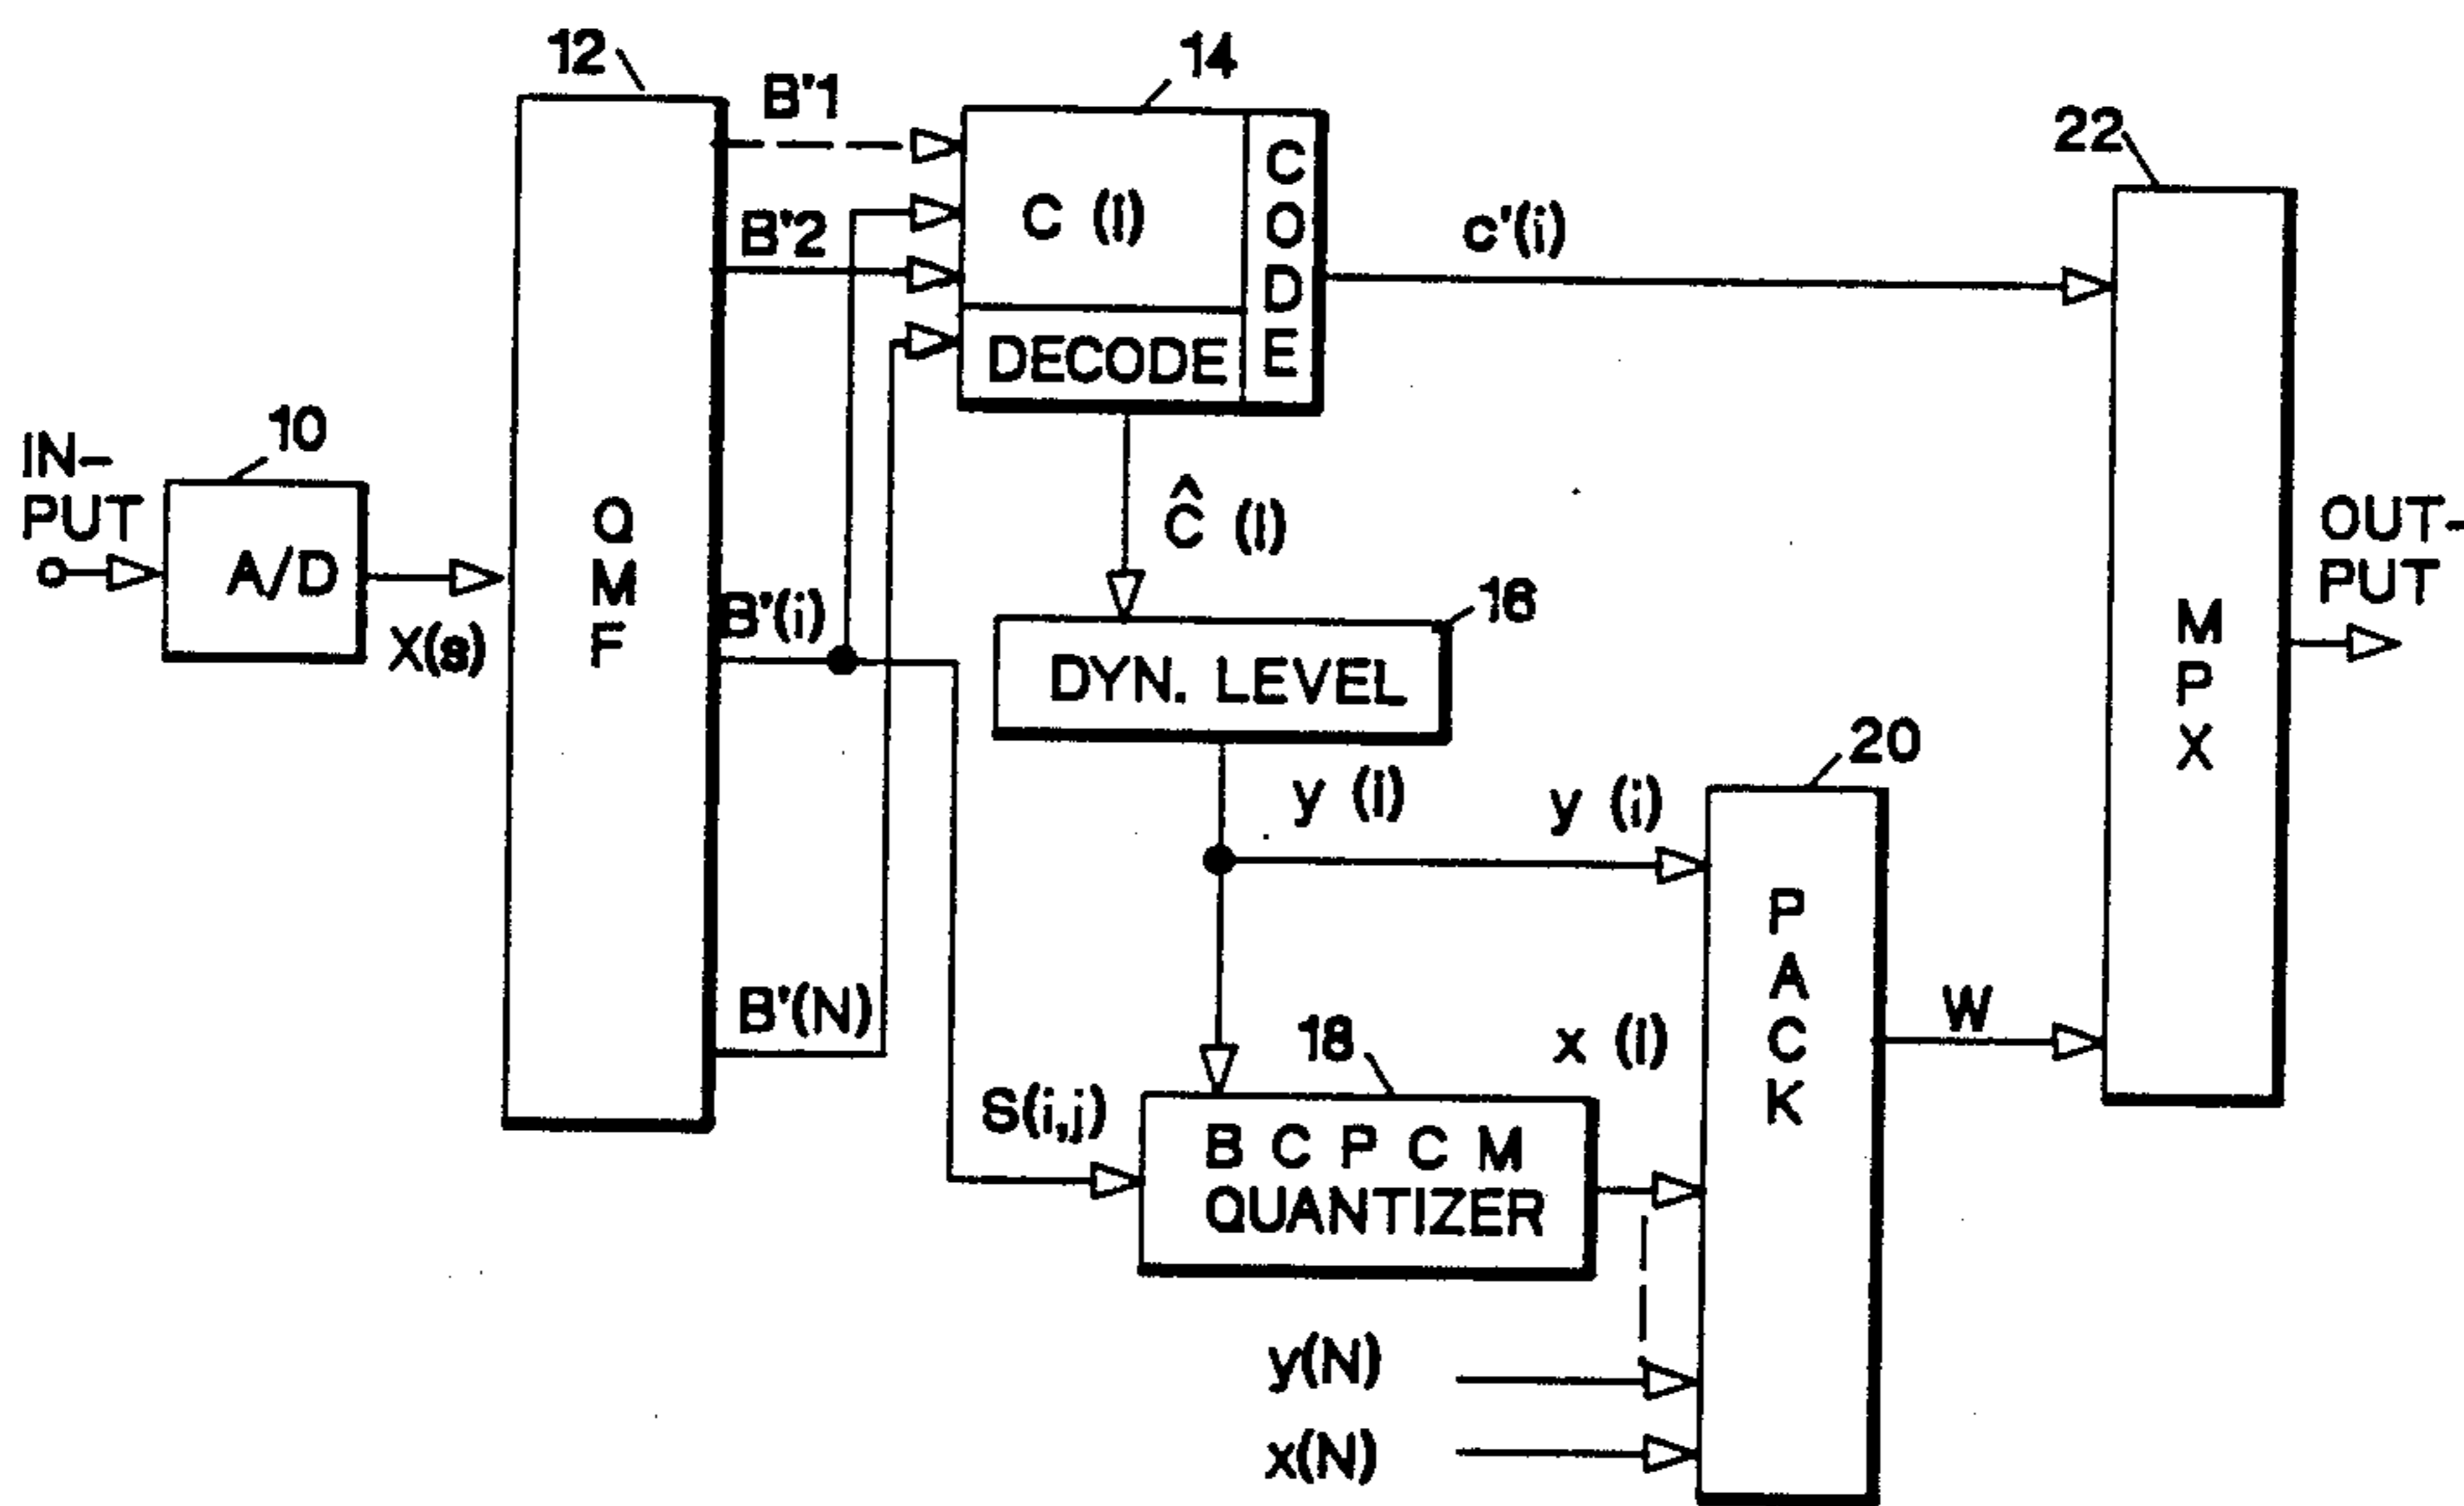 12
14
B'1
22
C (i)
C
O
D
E
B'2
c'(i)
DECODE
10
IN-
PUT
A/D
X(s)
Q
M
F
Ĉ (i)
16
B'(i)
DYN. LEVEL
OUT-
PUT
M
P
X
20
y (i)
y (i)
P
A
C
K
B'(N)
W
18
x (i)
S(i,j)
B C P C M
QUANTIZER
y(N)
x(N)